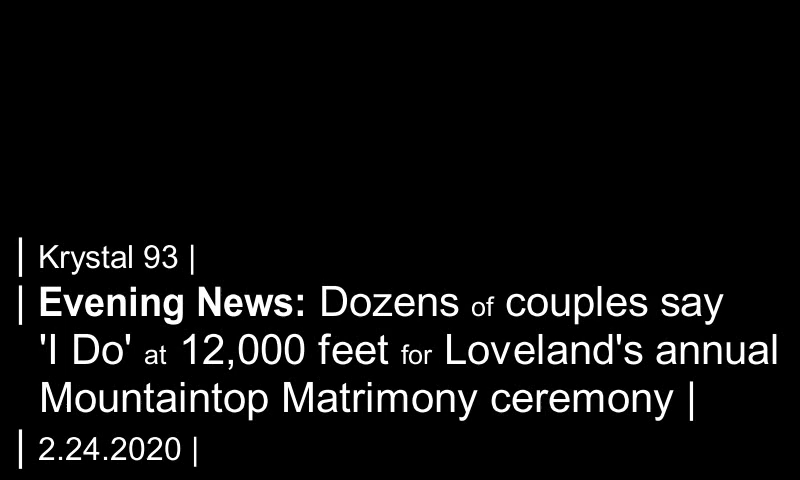 | Krystal 93 |
| Evening News: Dozens of couples say
'I Do' at 12,000 feet for Loveland's annual
Mountaintop Matrimony ceremony |
| 2.24.2020 |